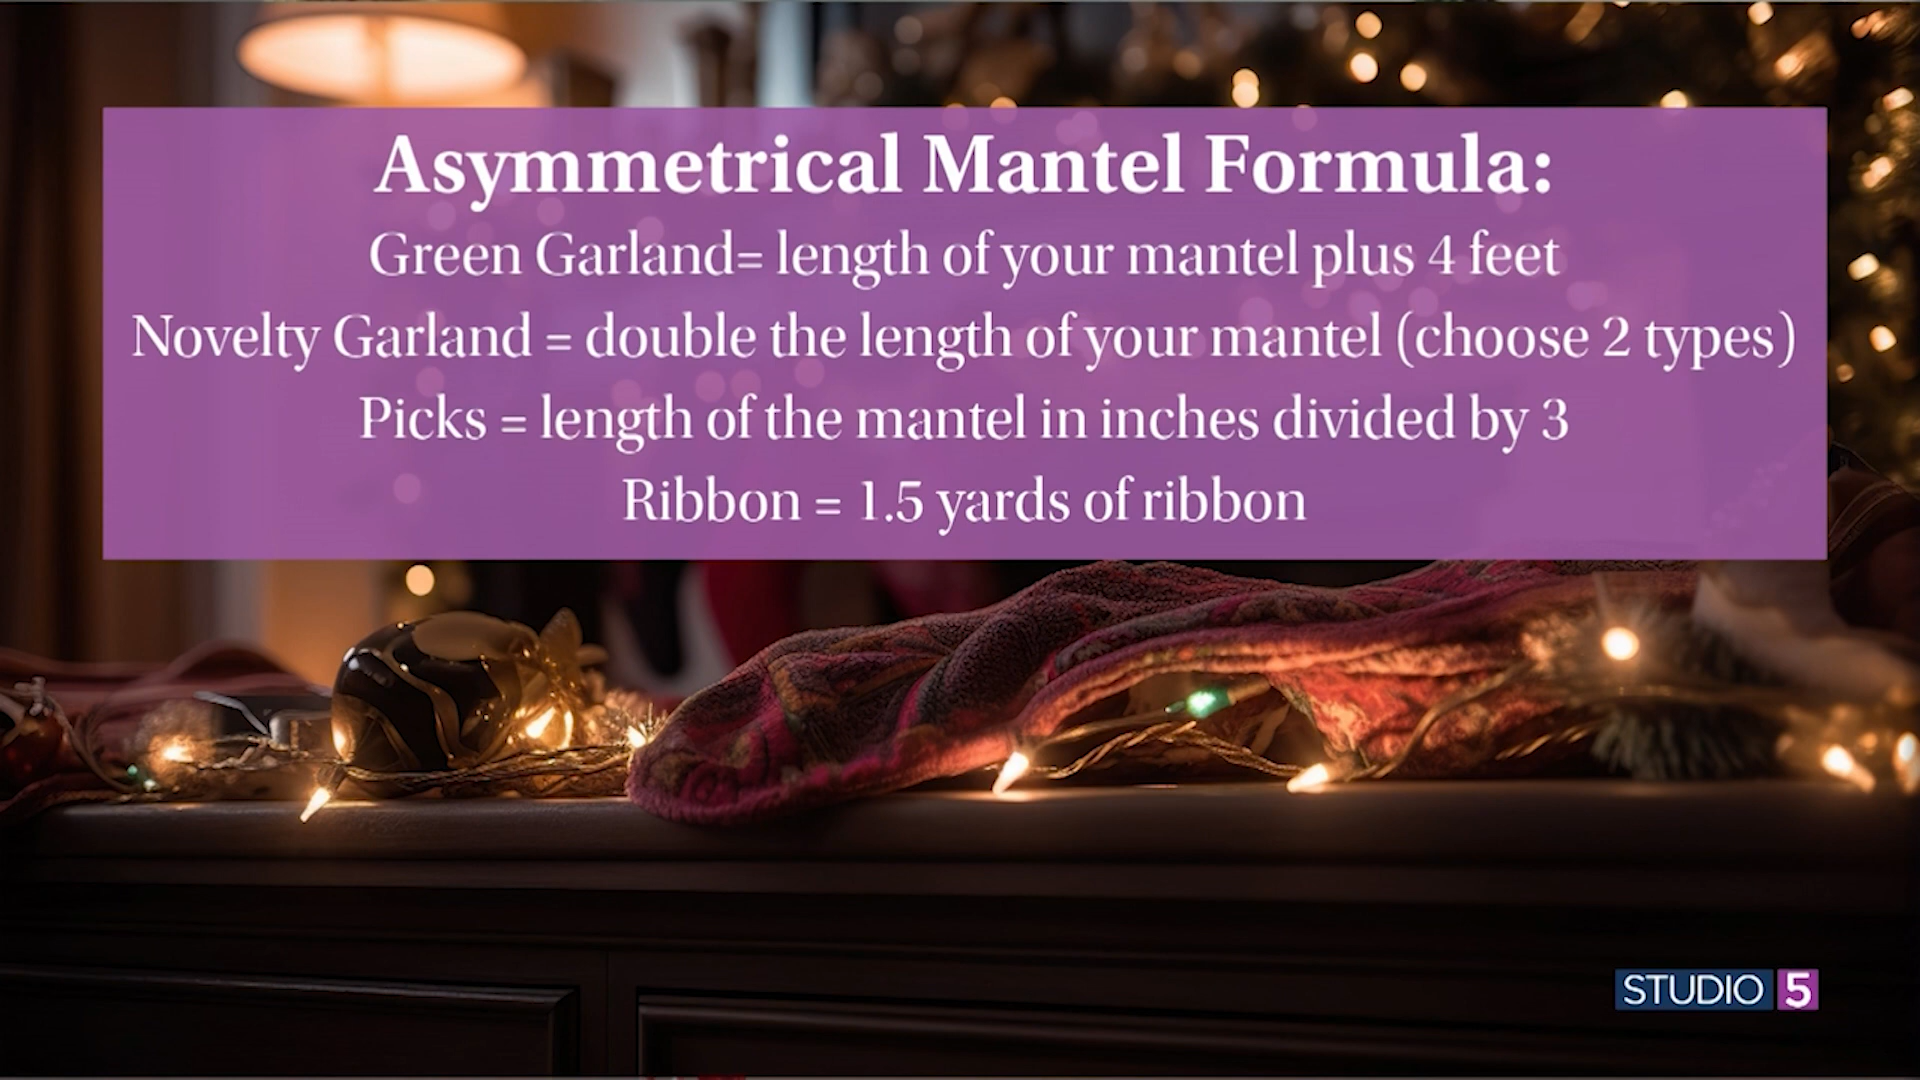 Asymmetrical Mantel Formula:
Green Garland= length of your mantel plus 4 feet
Novelty Garland = double the length of your mantel (choose 2 types)
Picks = length of the mantel in inches divided by 3
Ribbon = 1.5 yards of ribbon
STUDIO 5